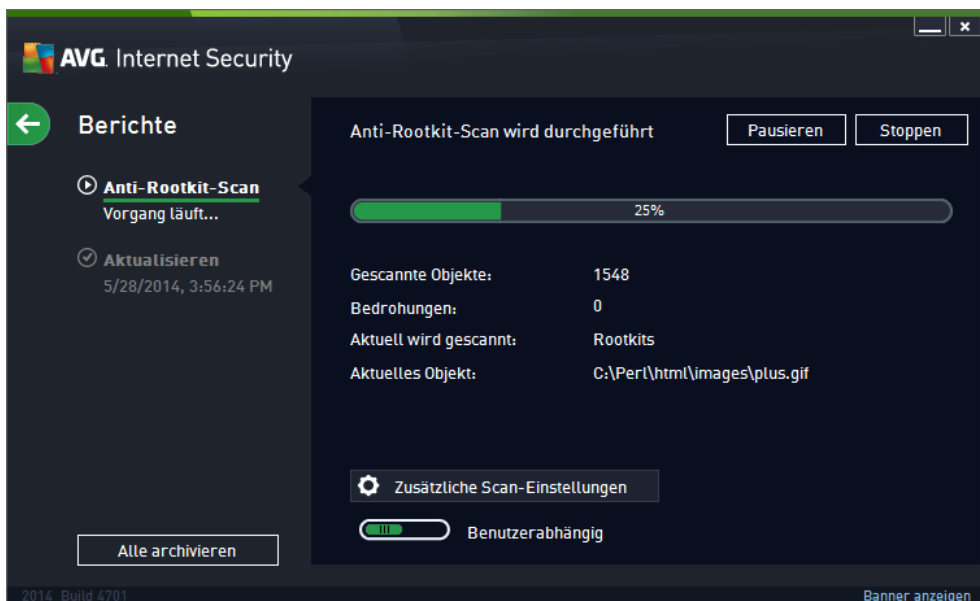 AVG. Internet Security
Berichte
Anti-Rootkit-Scan
Vorgang läuft...
Aktualisieren
5/28/2014, 3:56:24 PM
Alle archivieren
Anti-Rootkit-Scan wird durchgeführt
Pausieren
Stoppen
25%
Gescannte Objekte: 1548
Bedrohungen: 0
Aktuell wird gescannt: Rootkits
Aktuelles Objekt: C:\Perl\html\images\plus.gif
Zusätzliche Scan-Einstellungen
Benutzerabhängig
2014 Build 4701
Banner anzeigen